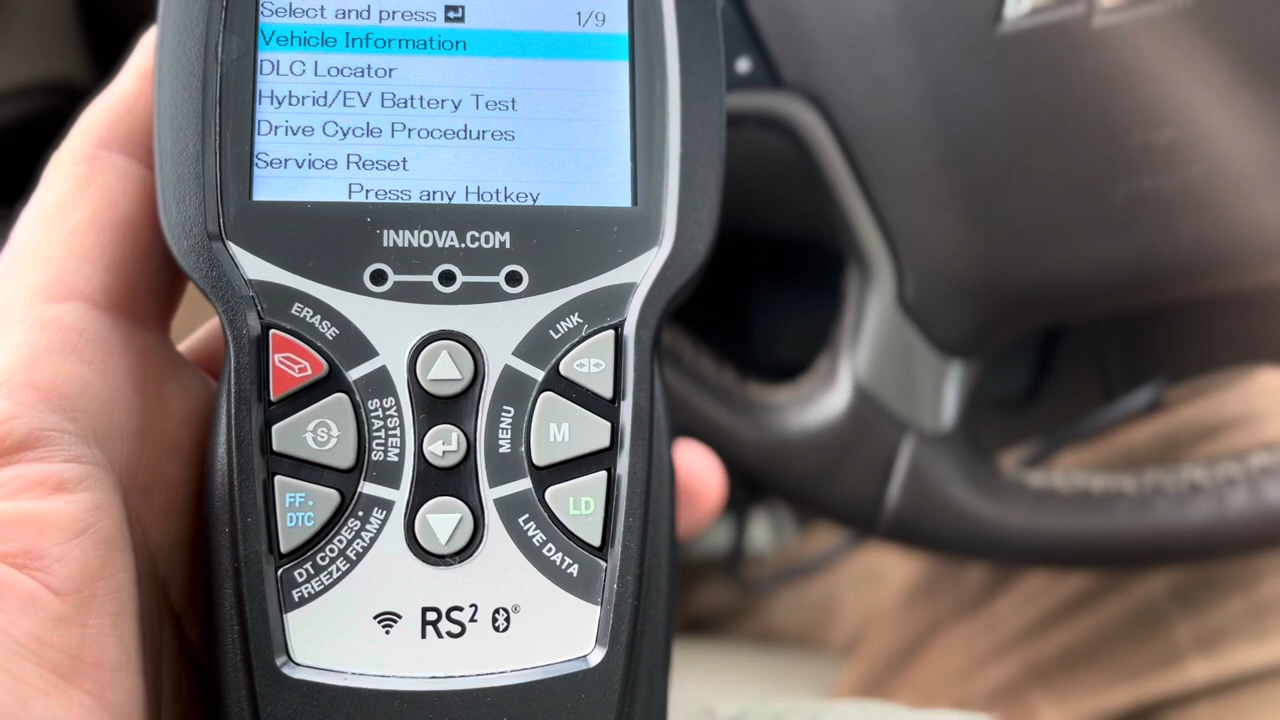 Select and press ↵ 1/9
Vehicle Information
DLC Locator
Hybrid/EV Battery Test
Drive Cycle Procedures
Service Reset
Press any Hotkey
INNOVA.COM
ERASE
LINK
S
SYSTEM
STATUS
MENU
M
FF·
DTC
LD
DT CODES·
FREEZE FRAME
LIVE DATA
RS²
®